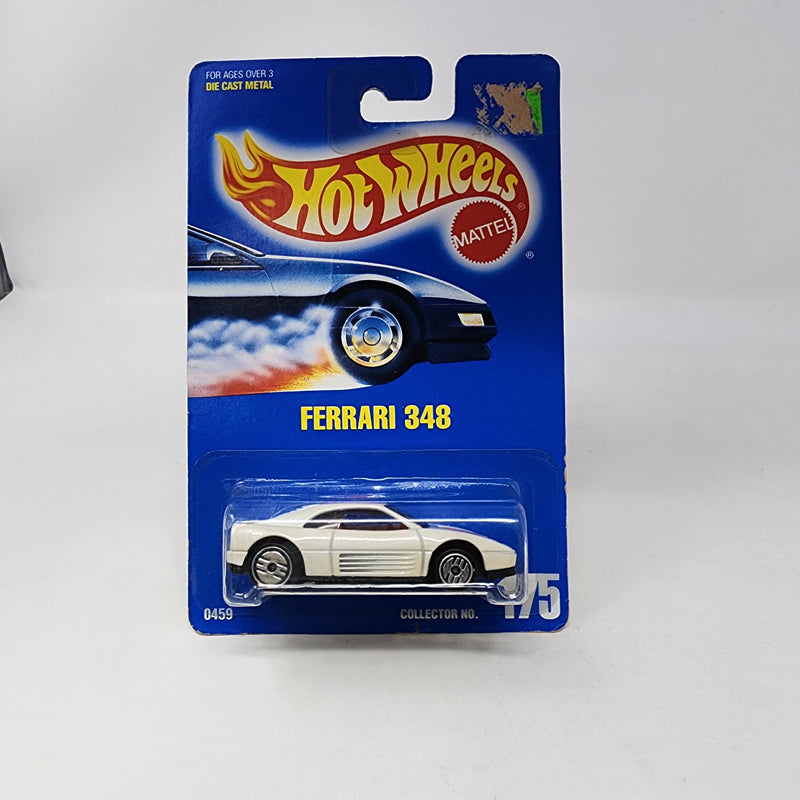 FOR AGES OVER 3
DIE CAST METAL
HOT WHEELS®
MATTEL
®
FERRARI 348
0459
COLLECTOR NO. 175